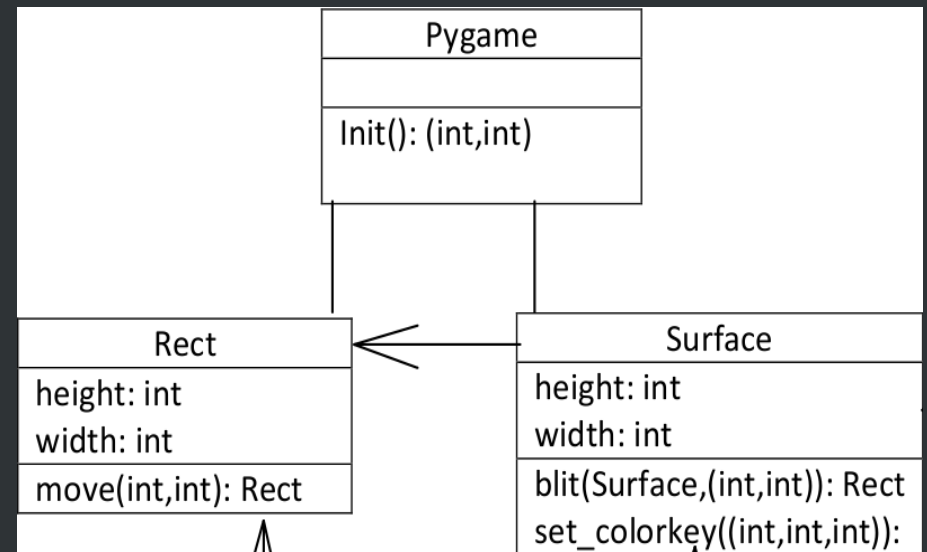 Pygame
Init(): (int,int)
Rect
height: int
width: int
move(int,int): Rect
Surface
height: int
width: int
blit(Surface,(int,int)): Rect
set_colorkey((int,int,int)):